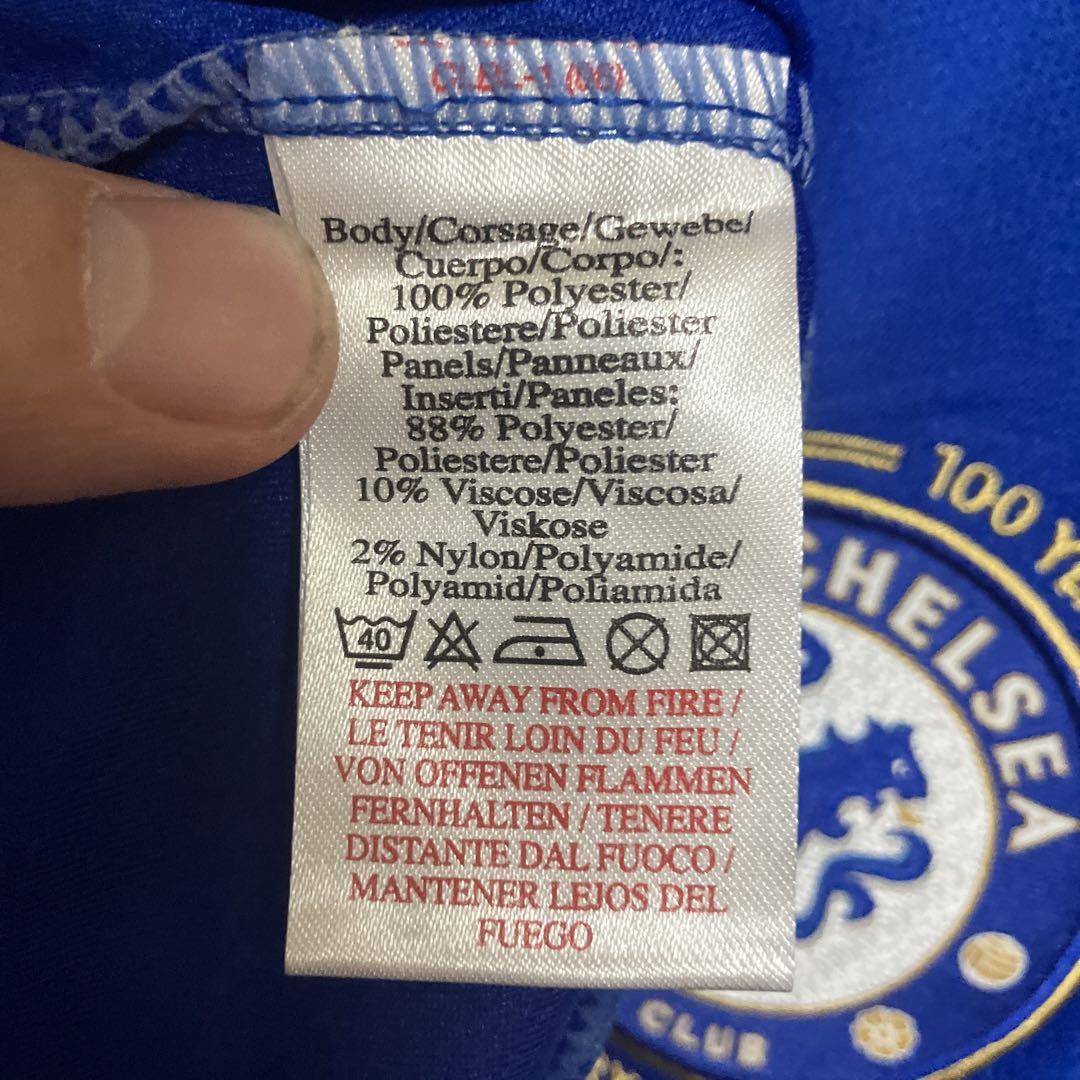 Body/Corsage/Gewebe/
Cuerpo/Corpo/:
100% Polyester/
Poliestere/Poliester
Panels/Panneaux/
Inserti/Paneles:
88% Polyester/
Poliestere/Poliester
10% Viscose/Viscosa/
Viskose
2% Nylon/Polyamide/
Polyamid/Poliamida
40
KEEP AWAY FROM FIRE /
LE TENIR LOIN DU FEU /
VON OFFENEN FLAMMEN
FERNHALTEN / TENERE
DISTANTE DAL FUOCO /
MANTENER LEJOS DEL
FUEGO
100
CHELSEA
CLUB